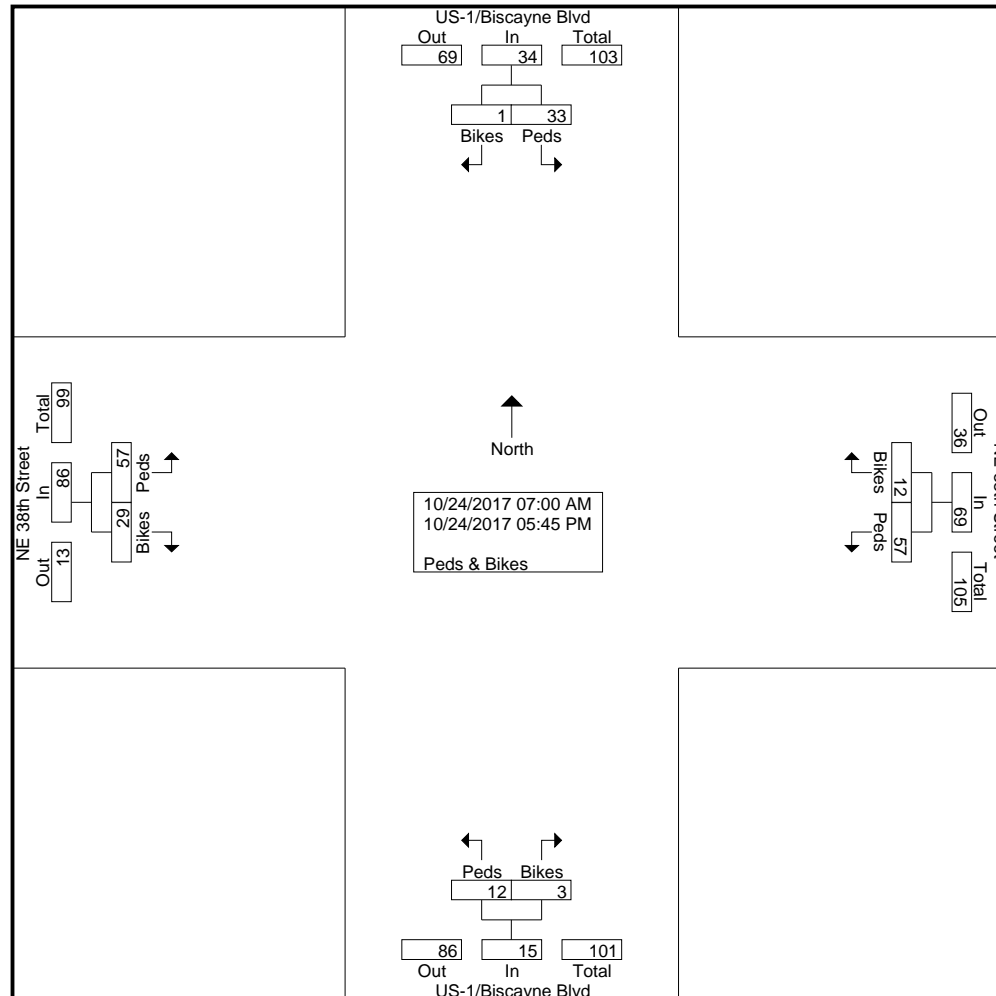 US-1/Biscayne Blvd
Out In Total
69 34 103
1 33
Bikes Peds
NE 38th Street
Total In Out
99 86 13
57 29
Peds Bikes
North
10/24/2017 07:00 AM
10/24/2017 05:45 PM
Peds & Bikes
Bikes Peds
12 57
Out In Total
36 69 105
Peds Bikes
12 3
86 15 101
Out In Total
US-1/Biscayne Blvd